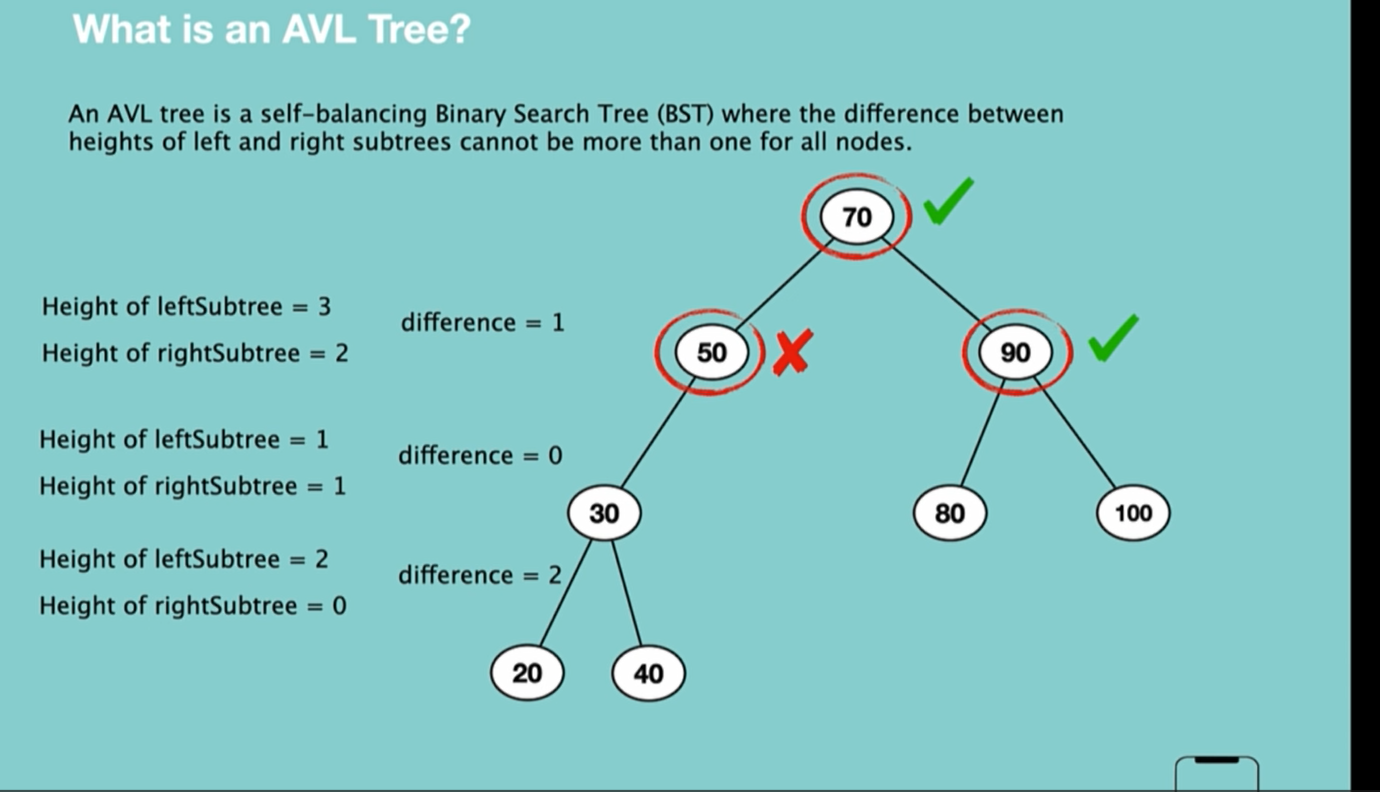 What is an AVL Tree?
An AVL tree is a self-balancing Binary Search Tree (BST) where the difference between
heights of left and right subtrees cannot be more than one for all nodes.
70
Height of leftSubtree = 3
difference = 1
Height of rightSubtree = 2
50
90
Height of leftSubtree = 1
difference = 0
Height of rightSubtree = 1
30
80
100
Height of leftSubtree = 2
difference = 2
Height of rightSubtree = 0
20
40